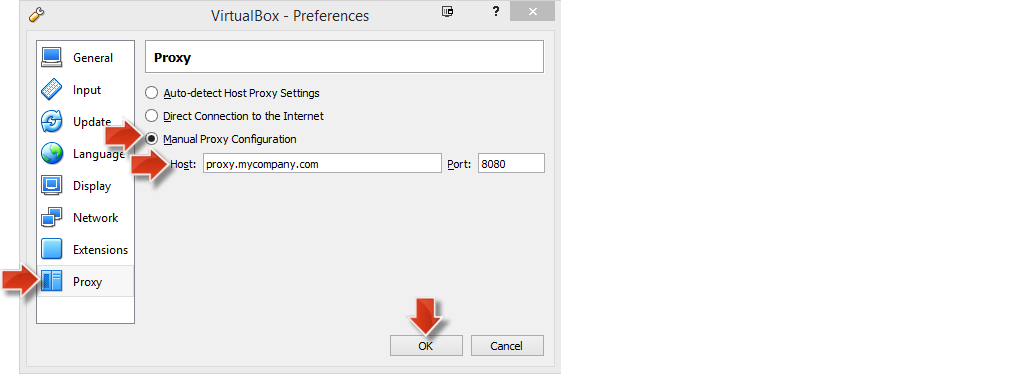 VirtualBox - Preferences
?
General
Input
Update
Language
Display
Network
Extensions
Proxy
Proxy
Auto-detect Host Proxy Settings
Direct Connection to the Internet
Manual Proxy Configuration
Host: proxy.mycompany.com Port: 8080
OK Cancel